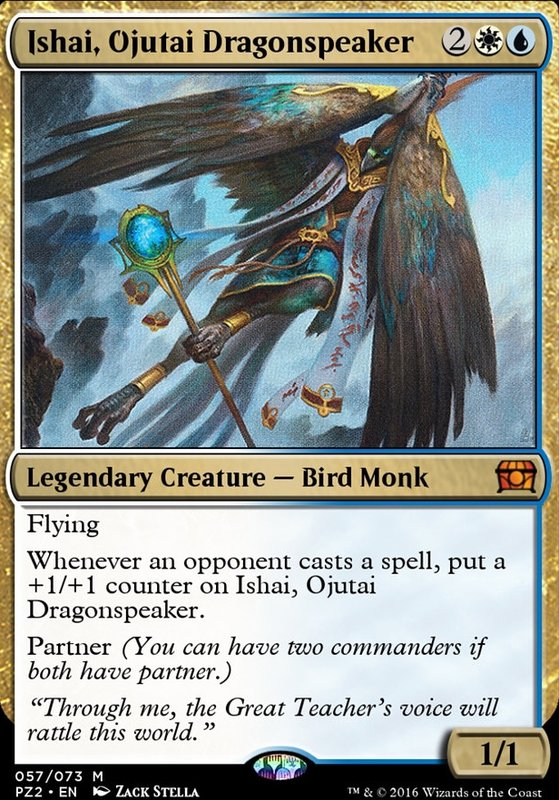 Ishai, Ojutai Dragonspeaker 2
Legendary Creature — Bird Monk
Flying
Whenever an opponent casts a spell, put a
+1/+1 counter on Ishai, Ojutai
Dragonspeaker.
Partner (You can have two commanders if
both have partner.)
“Through me, the Great Teacher’s voice will
rattle this world.”
1/1
057/073 M
PZ2 • EN Zack Stella
™ & © 2016 Wizards of the Coast